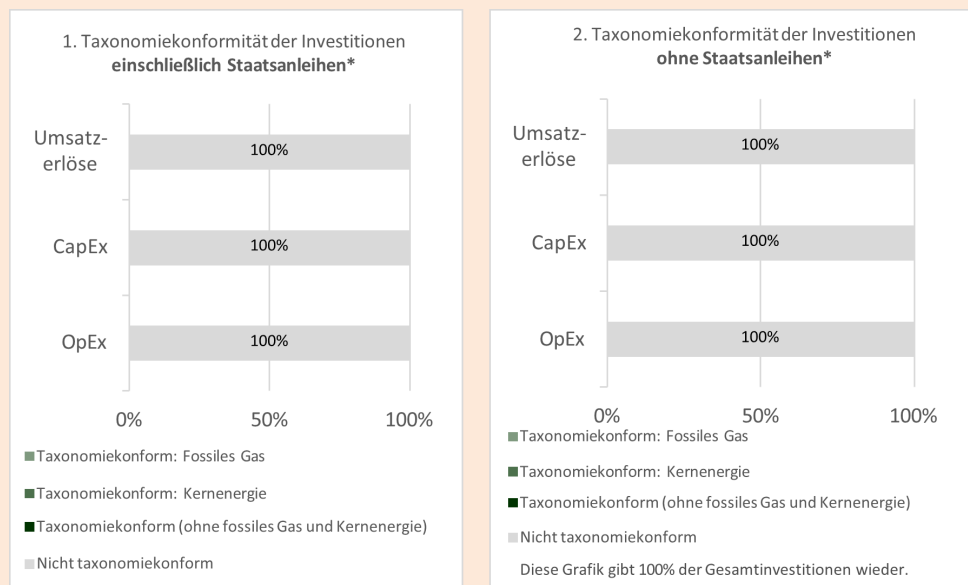 1. Taxonomiekonformität der Investitionen
einschließlich Staatsanleihen*
Umsatz-
erlöse
100%
CapEx
100%
OpEx
100%
0%
50%
100%
Taxonomiekonform: Fossiles Gas
Taxonomiekonform: Kernenergie
Taxonomiekonform (ohne fossiles Gas und Kernenergie)
Nicht taxonomiekonform
2. Taxonomiekonformität der Investitionen
ohne Staatsanleihen*
Umsatz-
erlöse
100%
CapEx
100%
OpEx
100%
0%
50%
100%
Taxonomiekonform: Fossiles Gas
Taxonomiekonform: Kernenergie
Taxonomiekonform (ohne fossiles Gas und Kernenergie)
Nicht taxonomiekonform
Diese Grafik gibt 100% der Gesamtinvestitionen wieder.